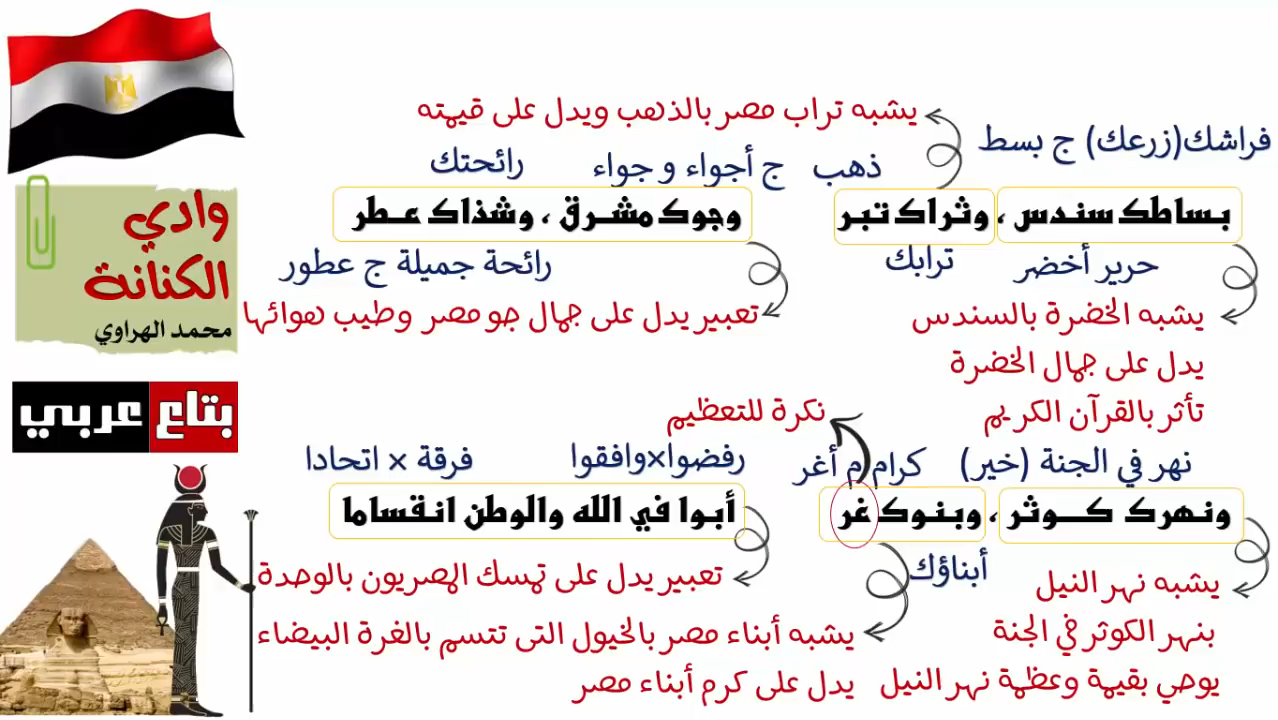 يشبه تراب مصر بالذهب ويدل على قيمته
فراشك(زرعك) ج بسط
ذهب
ج أجواء و جواء
رائحتك
بساطك سندس ، وثراك تبر
وجوك مشرق ، وشذاك عطر
حرير أخضر
ترابك
رائحة جميلة ج عطور
يشبه الخضرة بالسندس
تعبير يدل على جمال جو مصر وطيب هوائها
يدل على جمال الخضرة
تأثر بالقرآن الكريم
نكرة للتعظيم
نهر في الجنة (خير)
كرام م أغر
رفضوا×وافقوا
فرقة × اتحادا
ونهرك كوثر ، وبنوك غر
أبوا في الله والوطن انقساما
أبناؤك
يشبه نهر النيل
تعبير يدل على تمسك المصريون بالوحدة
بنهر الكوثر في الجنة
يشبه أبناء مصر بالخيول التى تتسم بالغرة البيضاء
يوحي بقيمة وعظمة نهر النيل
يدل على كرم أبناء مصر
وادي
الكنانة
محمد الهراوي
بتاع عربي